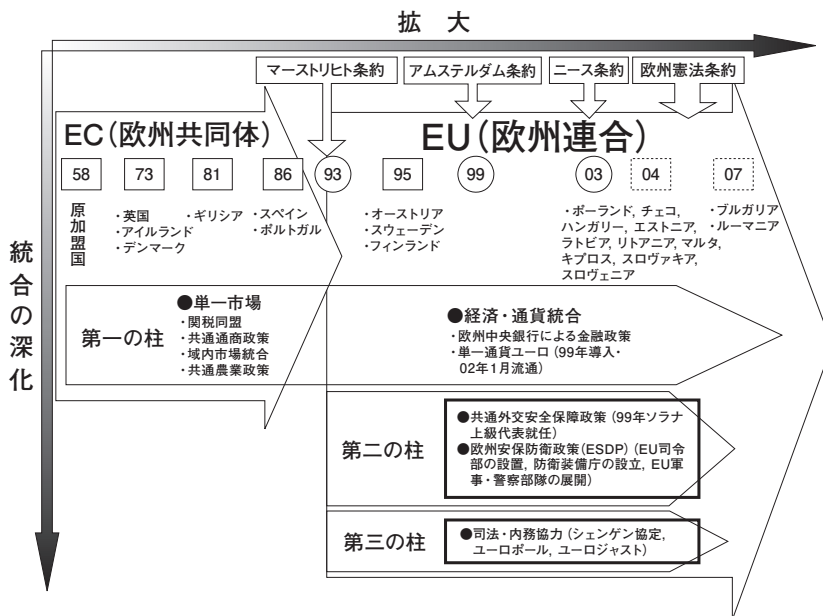 拡大
マーストリヒト条約
アムステルダム条約
ニース条約
欧州憲法条約
EC(欧州共同体)
EU(欧州連合)
58
73
81
86
93
95
99
03
04
07
原加盟国
・英国
・アイルランド
・デンマーク
・ギリシア
・スペイン
・ポルトガル
・オーストリア
・スウェーデン
・フィンランド
・ポーランド, チェコ,
ハンガリー, エストニア,
ラトビア, リトアニア, マルタ,
キプロス, スロヴァキア,
スロヴェニア
・ブルガリア
・ルーマニア
統合の深化
第一の柱
●単一市場
・関税同盟
・共通通商政策
・域内市場統合
・共通農業政策
●経済・通貨統合
・欧州中央銀行による金融政策
・単一通貨ユーロ (99年導入・
02年1月流通)
第二の柱
●共通外交安全保障政策 (99年ソラナ
上級代表就任)
●欧州安保防衛政策(ESDP) (EU司令
部の設置, 防衛装備庁の設立, EU軍
事・警察部隊の展開)
第三の柱
●司法・内務協力 (シェンゲン協定,
ユーロポール, ユーロジャスト)